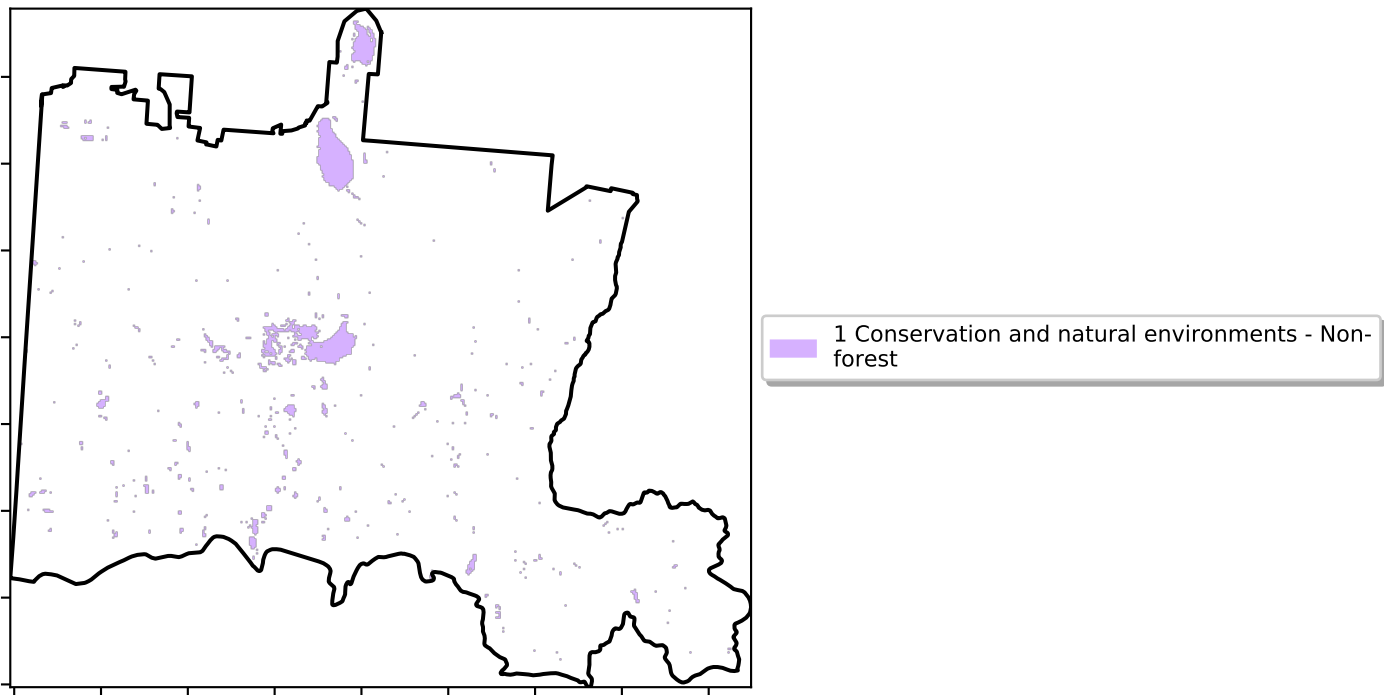 1 Conservation and natural environments - Non-
forest